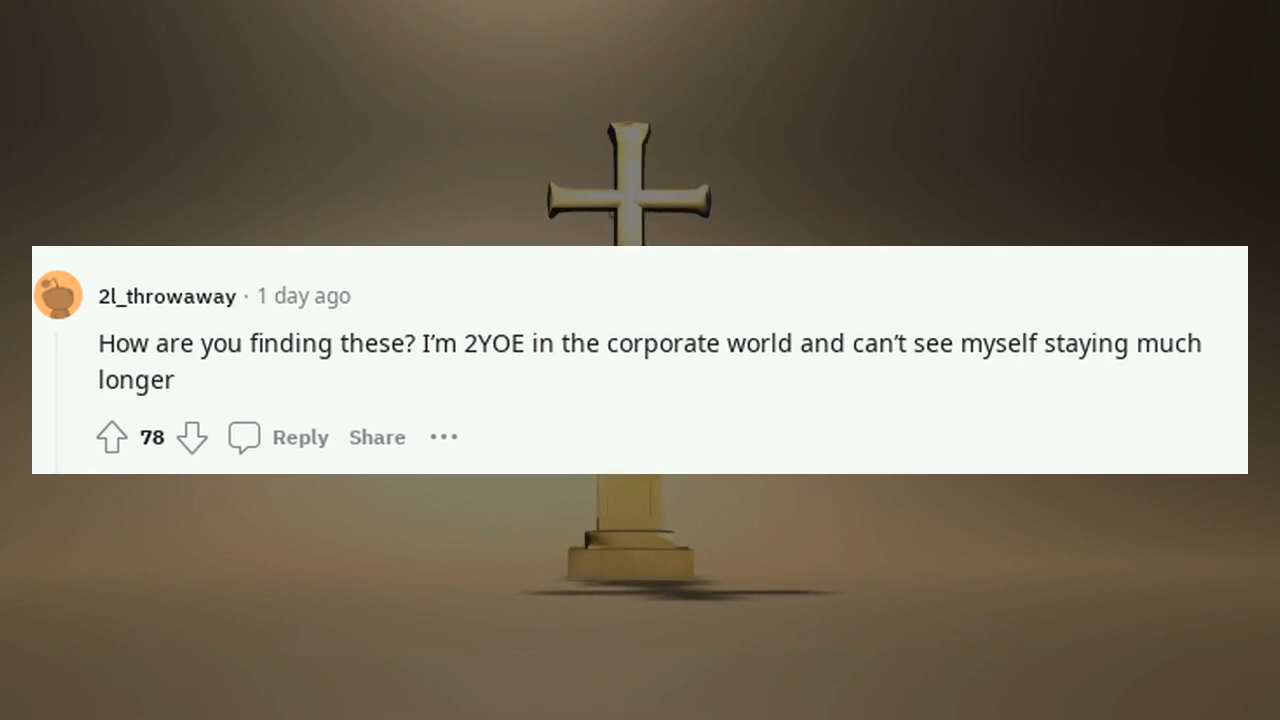 2l_throwaway · 1 day ago
How are you finding these? I’m 2YOE in the corporate world and can’t see myself staying much
longer
78 Reply Share •••